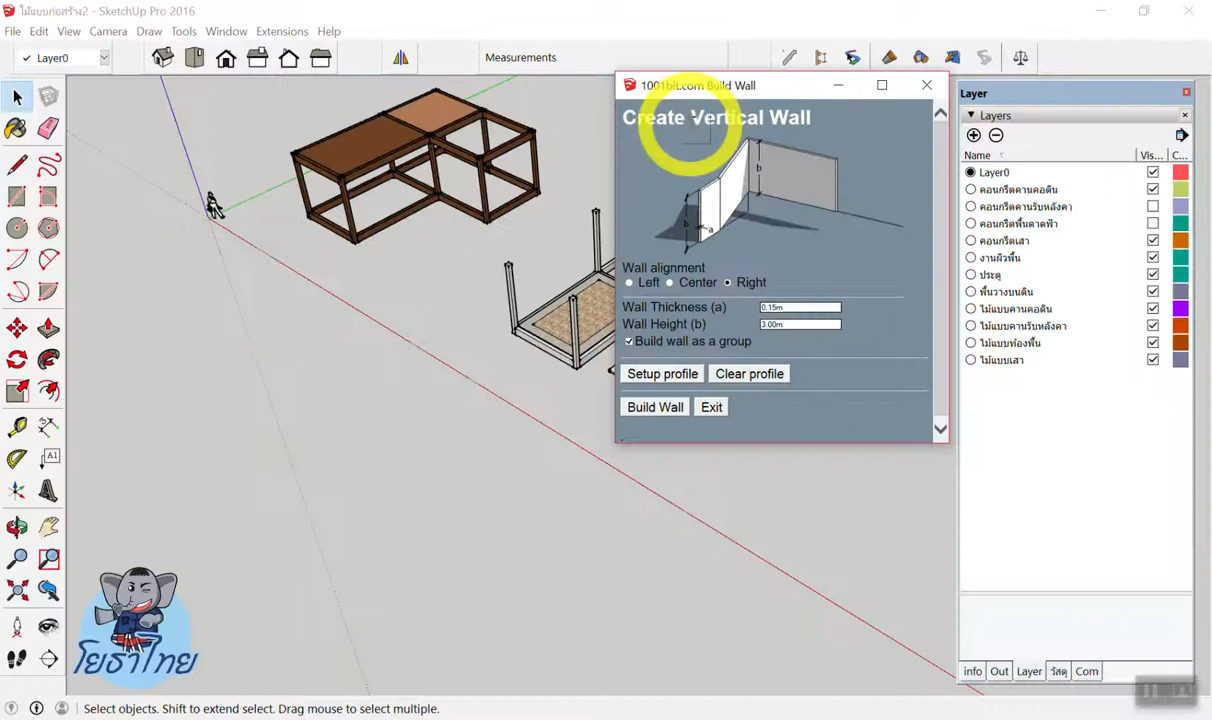 ไม้แบบก่อสร้าง2 - SketchUp Pro 2016
File Edit View Camera Draw Tools Window Extensions Help
Layer0
Measurements
1001bit.com Build Wall
Create Vertical Wall
b
b
a
Wall alignment
Left Center Right
Wall Thickness (a) 0.15m
Wall Height (b) 3.00m
Build wall as a group
Setup profile Clear profile
Build Wall Exit
Layer
Layers
Name Vis... C...
Layer0
คอนกรีตคานคอดิน
คอนกรีตคานรับหลังคา
คอนกรีตพื้นดาดฟ้า
คอนกรีตเสา
งานผิวพื้น
ประตู
พื้นวางบนดิน
ไม้แบบคานคอดิน
ไม้แบบคานรับหลังคา
ไม้แบบท้องพื้น
ไม้แบบเสา
A1
โยธาไทย
info Out Layer วัสดุ Com
Select objects. Shift to extend select. Drag mouse to select multiple.